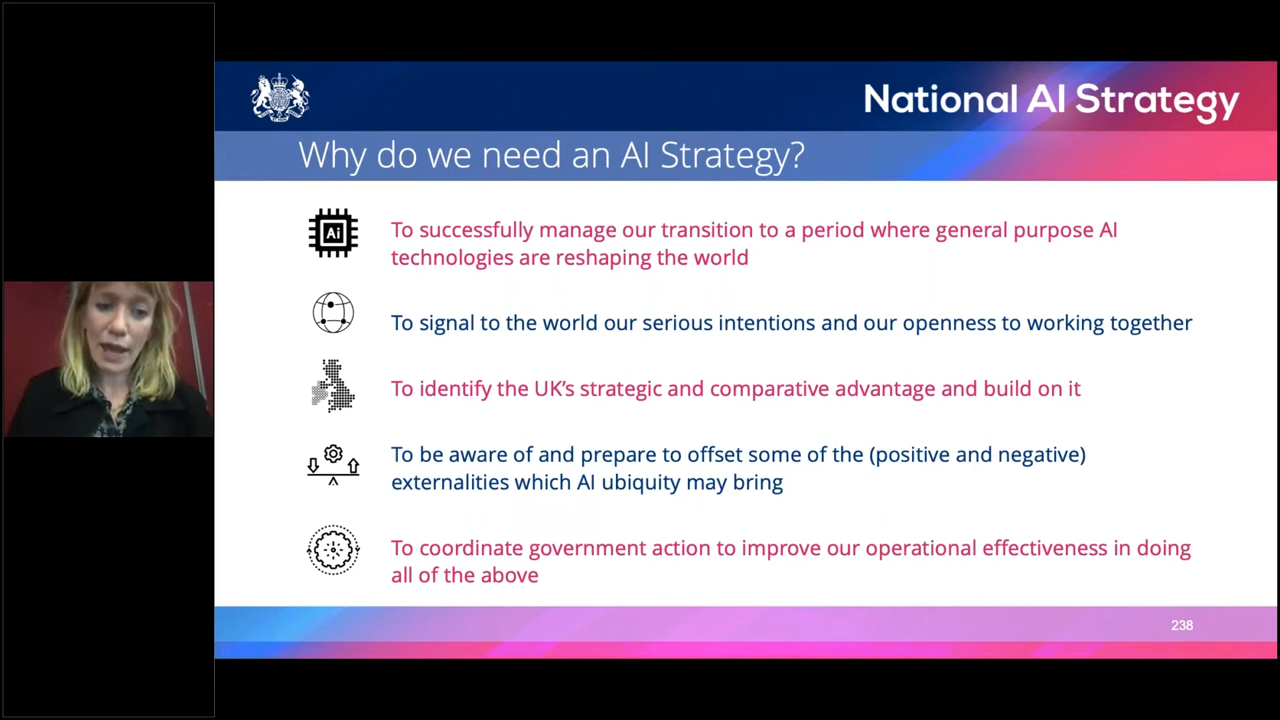 National AI Strategy
Why do we need an AI Strategy?
Ai
To successfully manage our transition to a period where general purpose AI
technologies are reshaping the world
To signal to the world our serious intentions and our openness to working together
To identify the UK's strategic and comparative advantage and build on it
To be aware of and prepare to offset some of the (positive and negative)
externalities which AI ubiquity may bring
To coordinate government action to improve our operational effectiveness in doing
all of the above
238